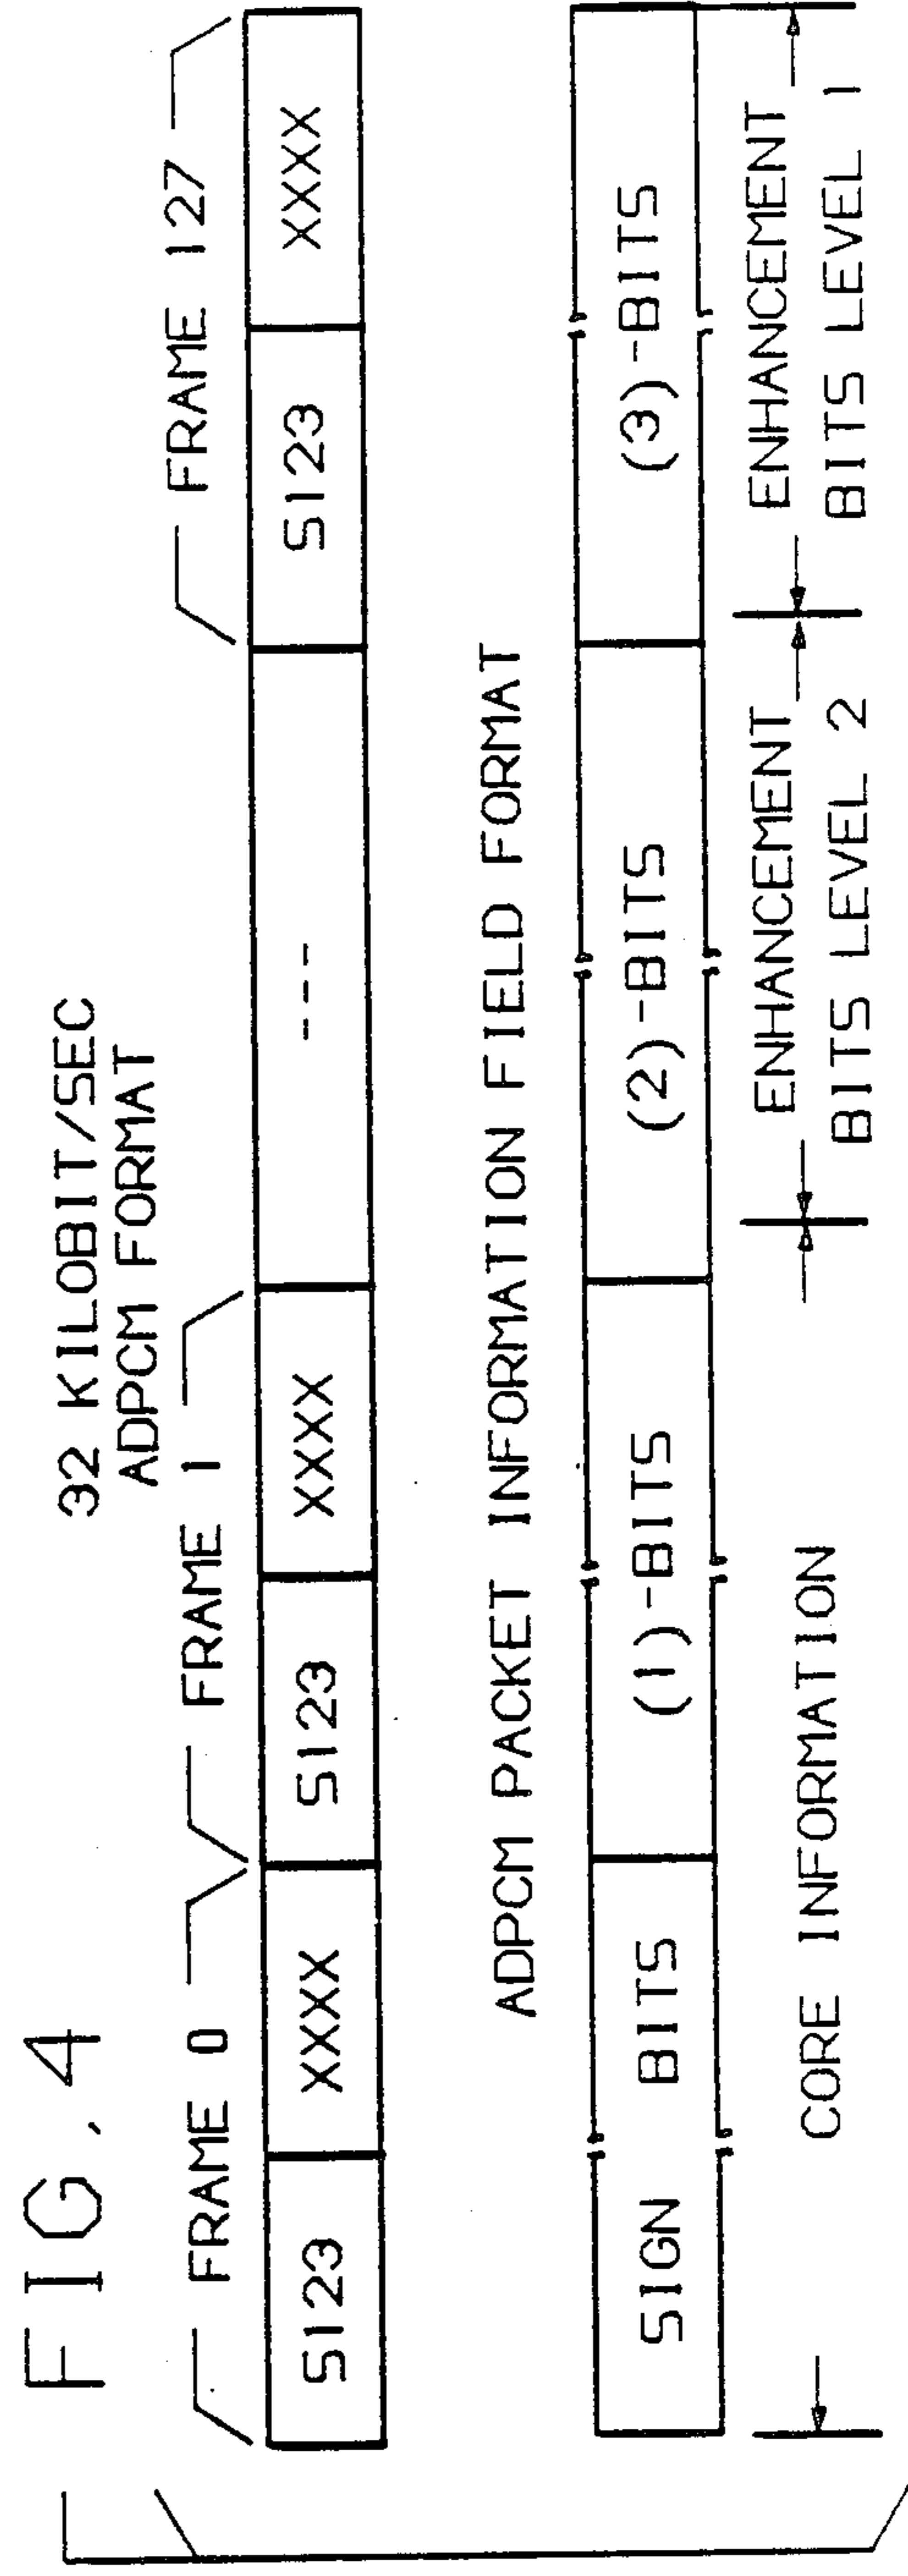 FIG. 4
32 KILOBIT/SEC
ADPCM FORMAT
FRAME 0
FRAME 1
FRAME 127
S123
XXXX
S123
XXXX
---
S123
XXXX
ADPCM PACKET INFORMATION FIELD FORMAT
SIGN BITS
(1)-BITS
(2)-BITS
(3)-BITS
CORE INFORMATION
ENHANCEMENT
BITS LEVEL 2
ENHANCEMENT
BITS LEVEL 1